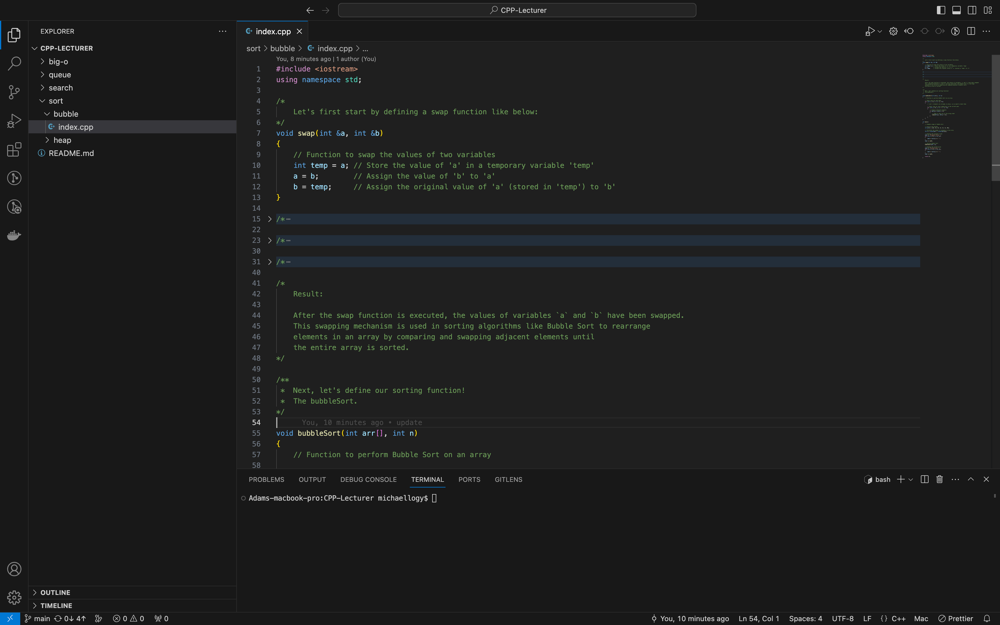 CPP-Lecturer
EXPLORER
CPP-LECTURER
big-o
queue
search
sort
bubble
index.cpp
heap
README.md
OUTLINE
TIMELINE
index.cpp
sort > bubble > index.cpp > ...
You, 8 minutes ago | 1 author (You)
1 #include <iostream>
2 using namespace std;
3
4 /*
5 Let's first start by defining a swap function like below:
6 */
7 void swap(int &a, int &b)
8 {
9 // Function to swap the values of two variables
10 int temp = a; // Store the value of 'a' in a temporary variable 'temp'
11 a = b; // Assign the value of 'b' to 'a'
12 b = temp; // Assign the original value of 'a' (stored in 'temp') to 'b'
13 }
14
15 /*⋯
22
23 /*⋯
30
31 /*⋯
40
41 /*
42 Result:
43
44 After the swap function is executed, the values of variables `a` and `b` have been swapped.
45 This swapping mechanism is used in sorting algorithms like Bubble Sort to rearrange
46 elements in an array by comparing and swapping adjacent elements until
47 the entire array is sorted.
48 */
49
50 /**
51 * Next, let's define our sorting function!
52 * The bubbleSort.
53 */
54 You, 10 minutes ago • update
55 void bubbleSort(int arr[], int n)
56 {
57 // Function to perform Bubble Sort on an array
58
PROBLEMS OUTPUT DEBUG CONSOLE TERMINAL PORTS GITLENS
bash
Adams-macbook-pro:CPP-Lecturer michaellogy$
main 0↓ 4↑ 0 0 0
You, 10 minutes ago Ln 54, Col 1 Spaces: 4 UTF-8 LF {} C++ Mac Prettier